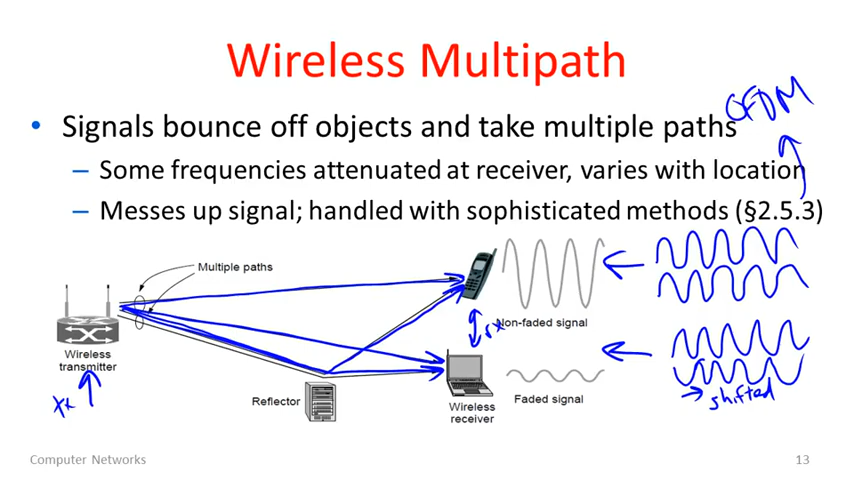 Wireless Multipath
OFDM
• Signals bounce off objects and take multiple paths
– Some frequencies attenuated at receiver, varies with location
– Messes up signal; handled with sophisticated methods (§2.5.3)
Multiple paths
Wireless
transmitter
tx
Reflector
rx
Non-faded signal
Wireless
receiver
Faded signal
shifted
Computer Networks
13